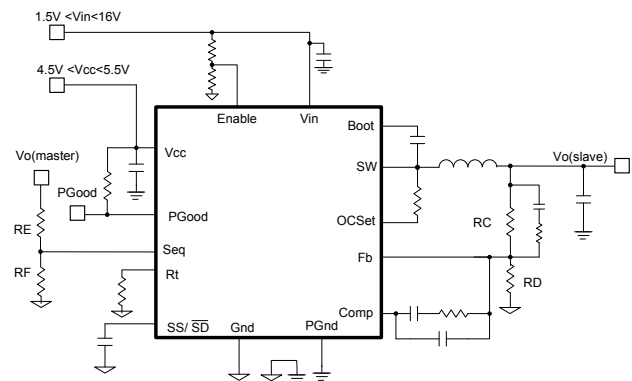 1.5V <Vin<16V
4.5V <Vcc<5.5V
Enable
Vin
Boot
Vcc
Vo(master)
SW
Vo(slave)
PGood
PGood
RE
OCSet
RC
Seq
Fb
RF
Rt
RD
Comp
SS/ SD
Gnd
PGnd